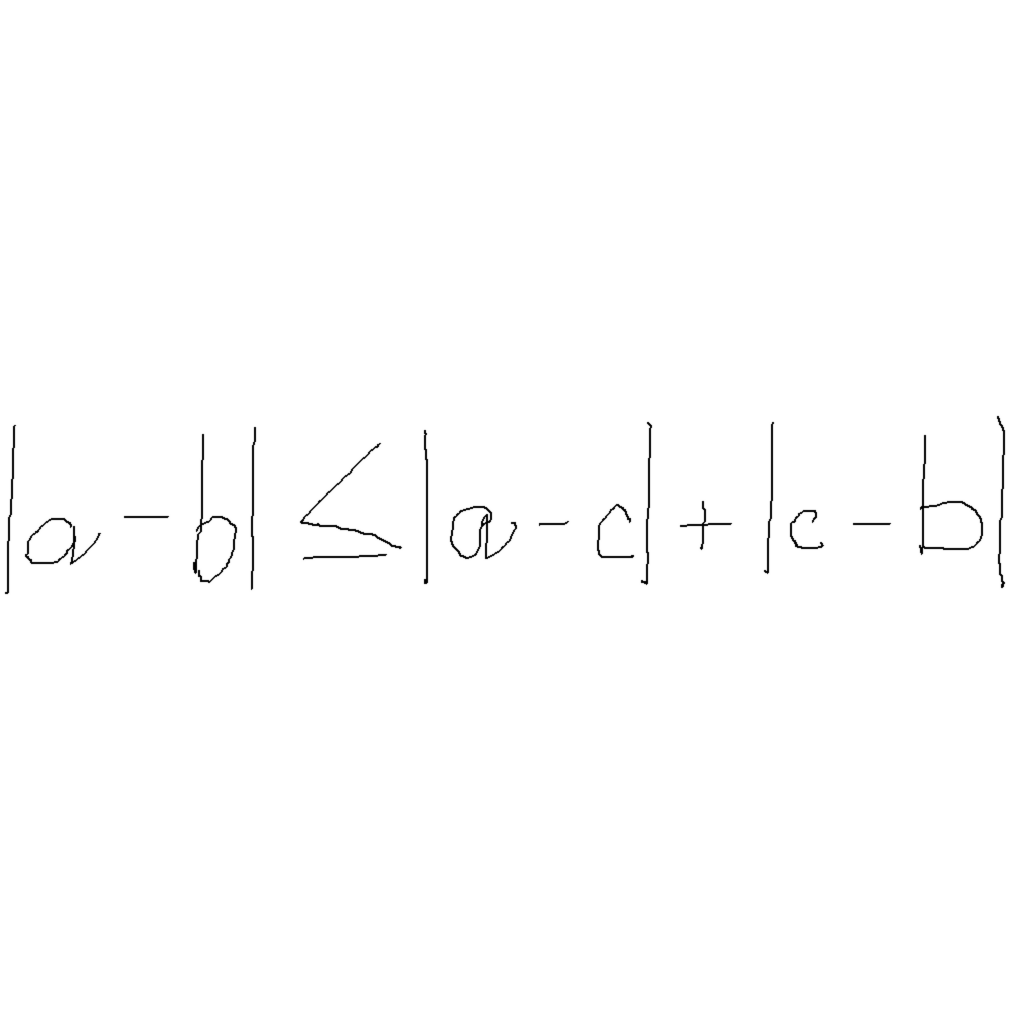 |a - b| ≤ |a - c| + |c - b|